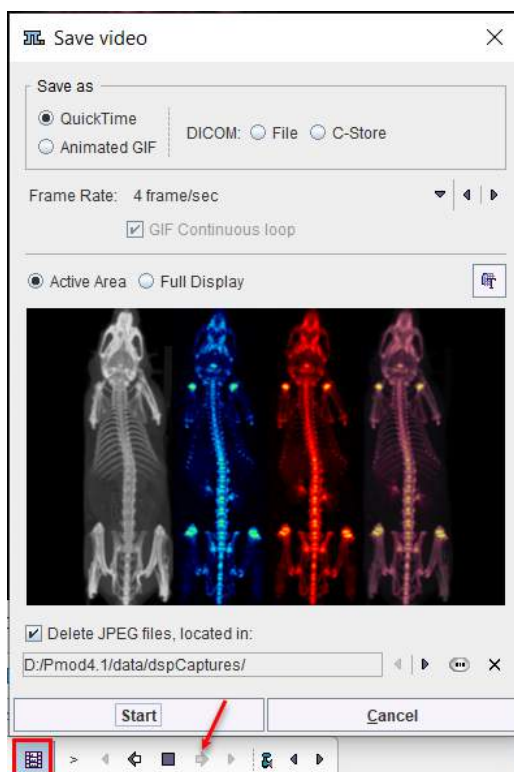 Save video
Save as
QuickTime
Animated GIF
DICOM: File C-Store
Frame Rate: 4 frame/sec
GIF Continuous loop
Active Area Full Display
Delete JPEG files, located in:
D:/Pmod4.1/data/dspCaptures/
Start Cancel